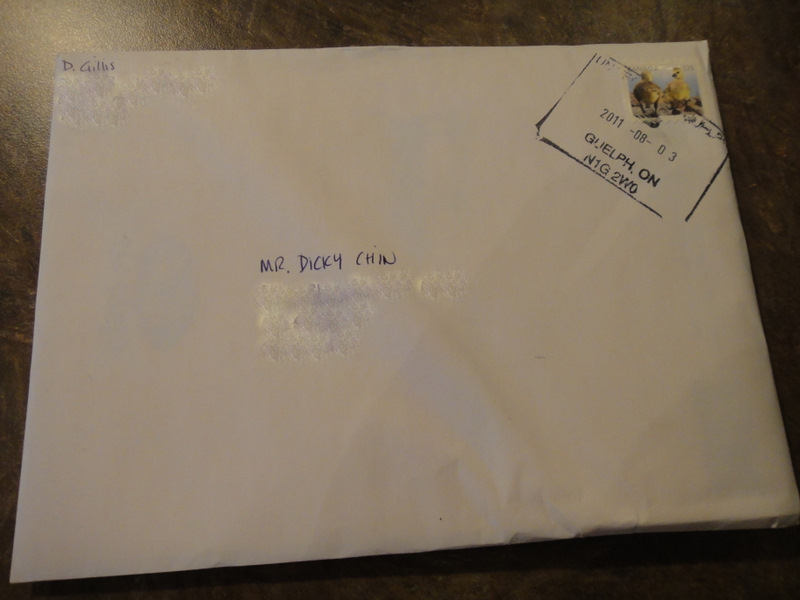 D. Gillis
2011-08-03
GUELPH, ON
N1G 2W0
MR. DICKY CHIN